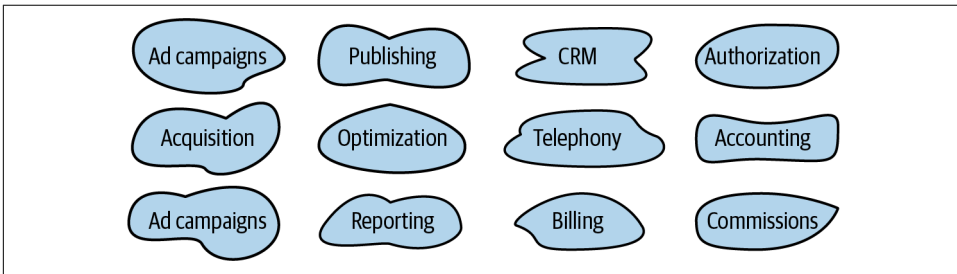 Ad campaigns Publishing CRM Authorization
Acquisition Optimization Telephony Accounting
Ad campaigns Reporting Billing Commissions